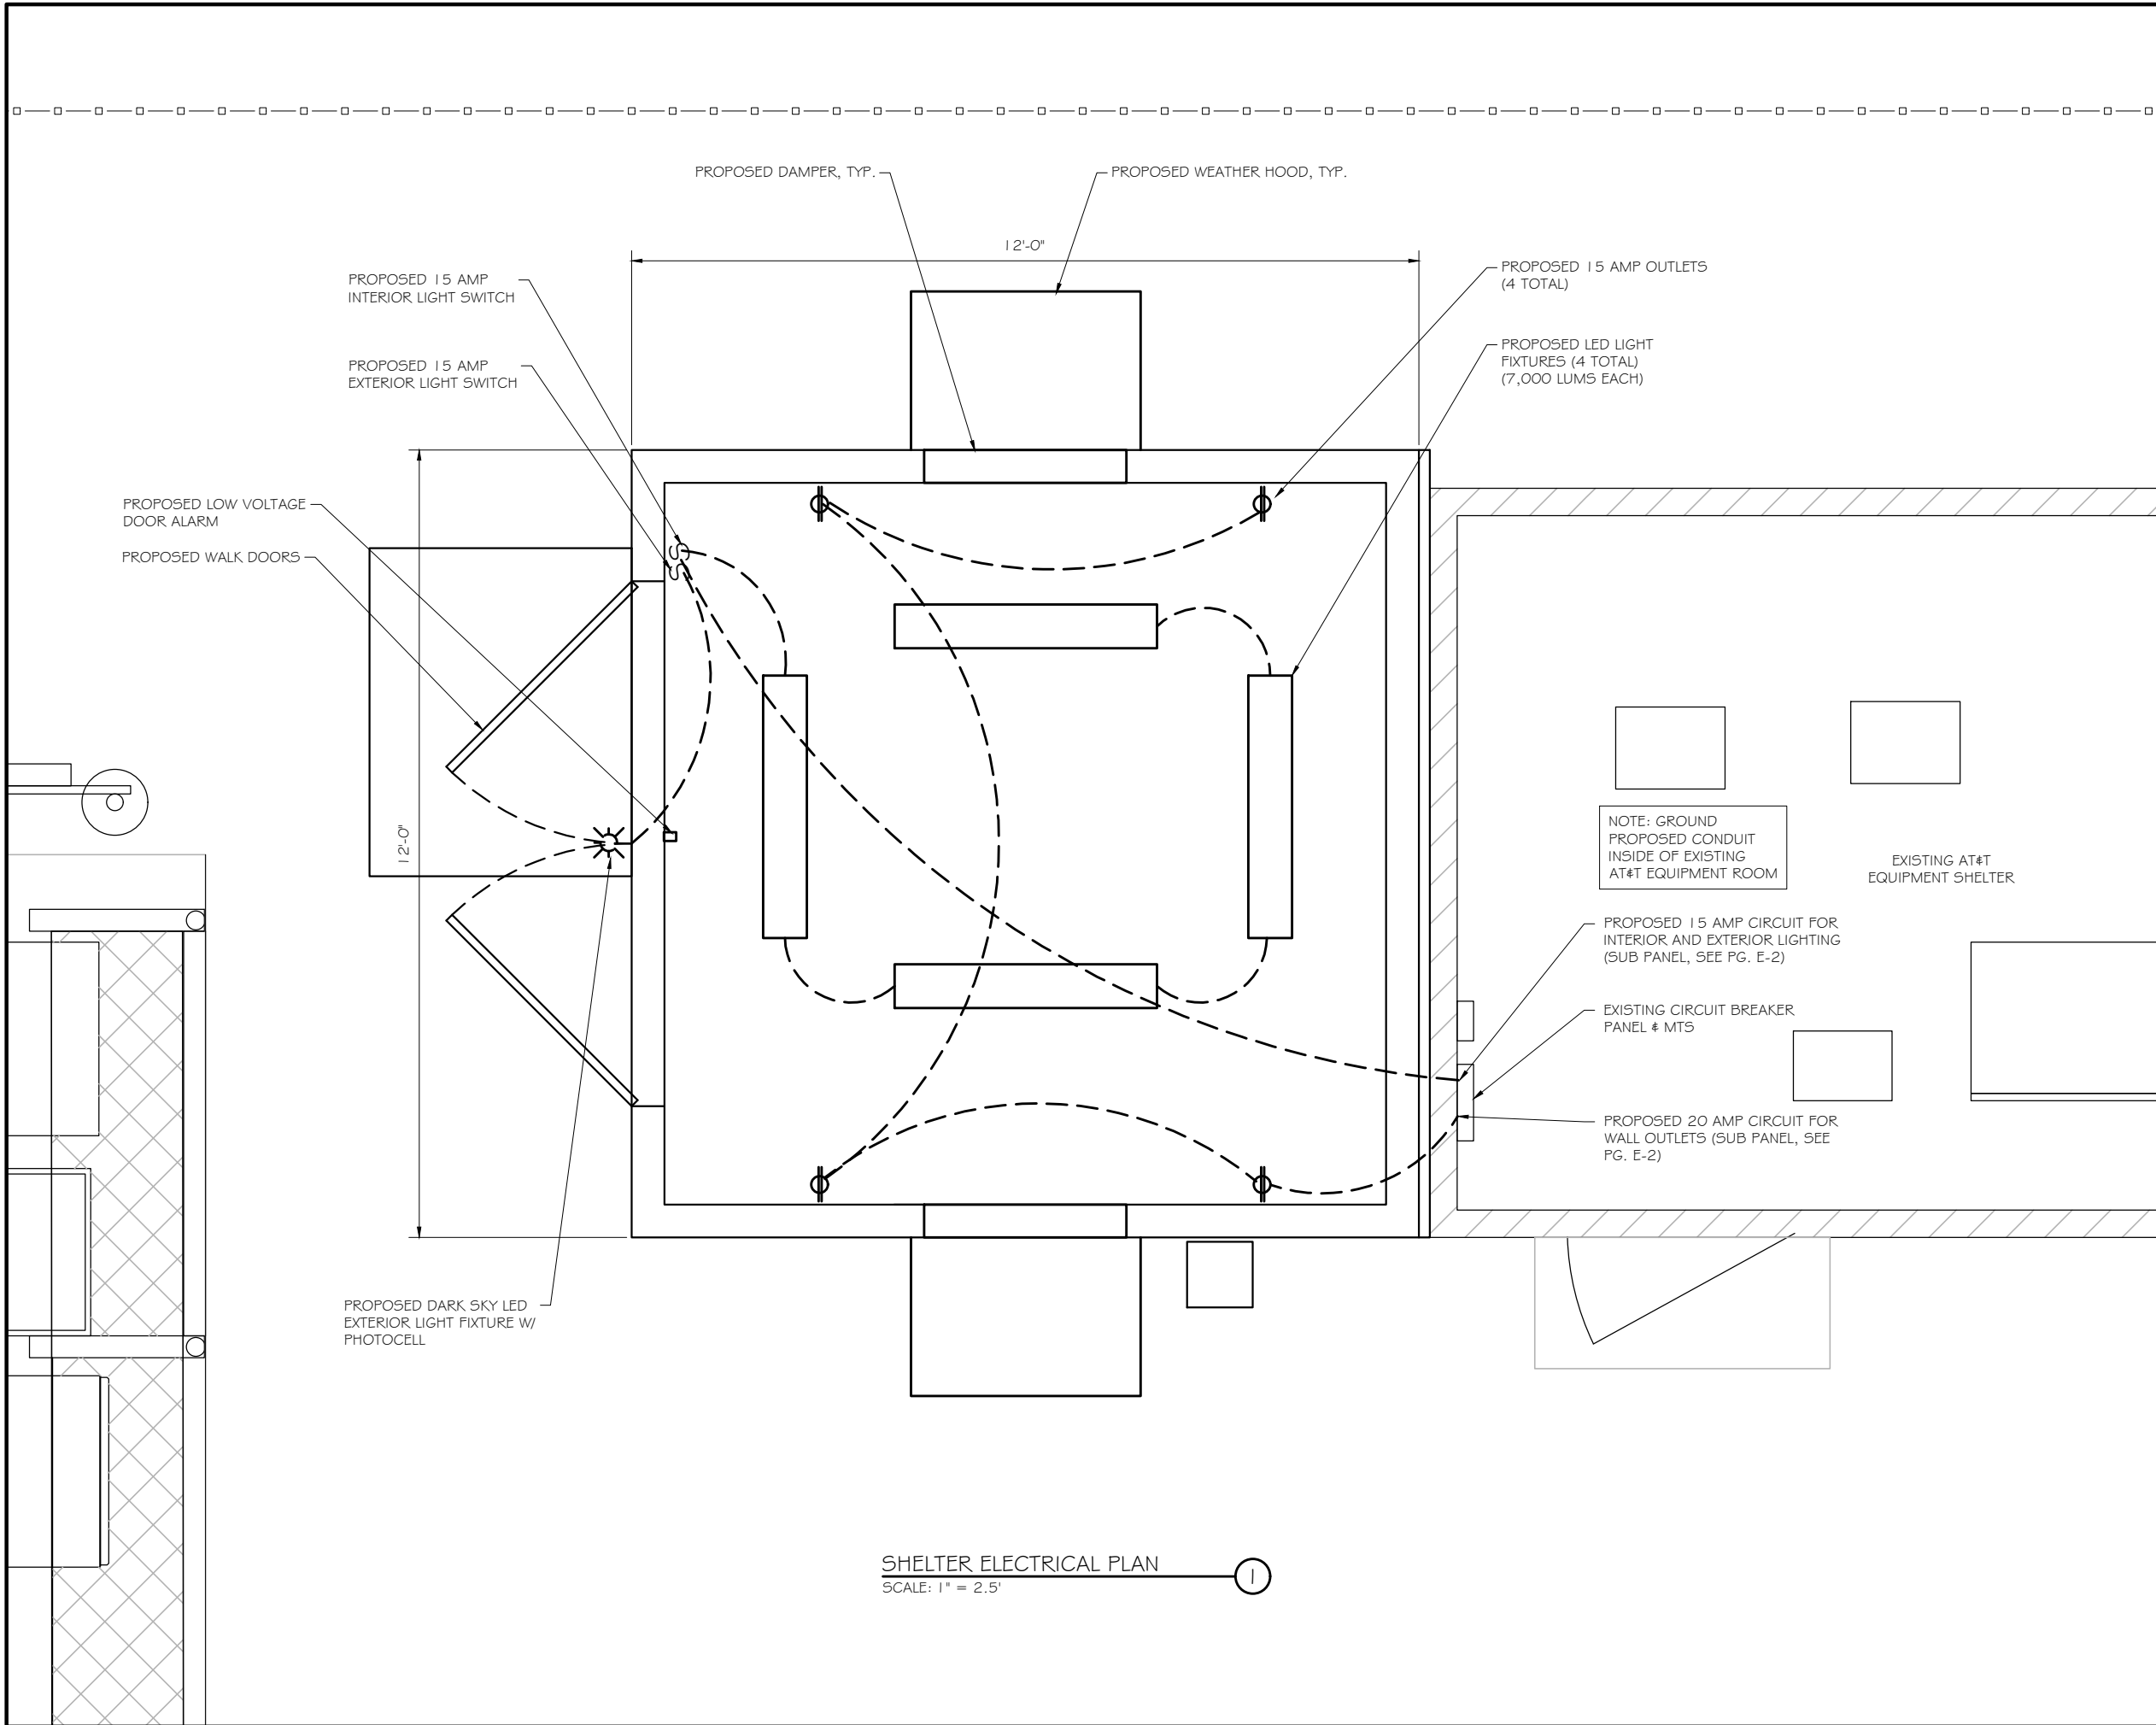 PROPOSED DAMPER, TYP.
PROPOSED WEATHER HOOD, TYP.
12'-0"
PROPOSED 15 AMP
INTERIOR LIGHT SWITCH
PROPOSED 15 AMP OUTLETS
(4 TOTAL)
PROPOSED 15 AMP
EXTERIOR LIGHT SWITCH
PROPOSED LED LIGHT
FIXTURES (4 TOTAL)
(7,000 LUMS EACH)
PROPOSED LOW VOLTAGE
DOOR ALARM
PROPOSED WALK DOORS
12'-0"
NOTE: GROUND
PROPOSED CONDUIT
INSIDE OF EXISTING
AT&T EQUIPMENT ROOM
EXISTING AT&T
EQUIPMENT SHELTER
PROPOSED 15 AMP CIRCUIT FOR
INTERIOR AND EXTERIOR LIGHTING
(SUB PANEL, SEE PG. E-2)
EXISTING CIRCUIT BREAKER
PANEL & MTS
PROPOSED 20 AMP CIRCUIT FOR
WALL OUTLETS (SUB PANEL, SEE
PG. E-2)
PROPOSED DARK SKY LED
EXTERIOR LIGHT FIXTURE W/
PHOTOCELL
SHELTER ELECTRICAL PLAN
1
SCALE: 1" = 2.5'